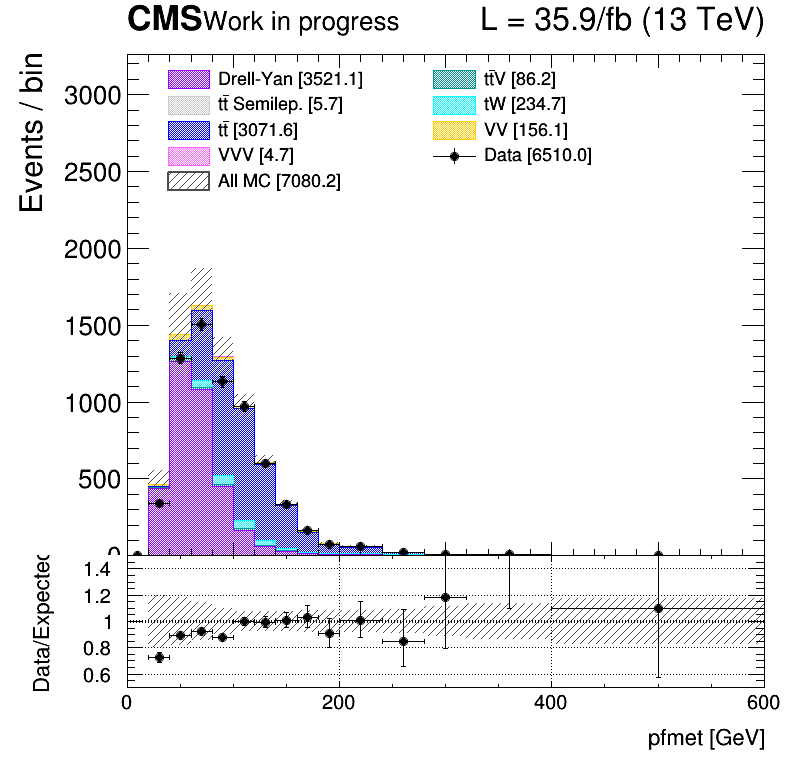 CMS Work in progress L = 35.9/fb (13 TeV)
Events / bin
3000
2500
2000
1500
1000
500
0
Drell-Yan [3521.1]
tt̄ Semilep. [5.7]
tt̄ [3071.6]
VVV [4.7]
All MC [7080.2]
tt̄V [86.2]
tW [234.7]
VV [156.1]
Data [6510.0]
Data/Expected
1.4
1.2
1
0.8
0.6
0 200 400 600
pfmet [GeV]